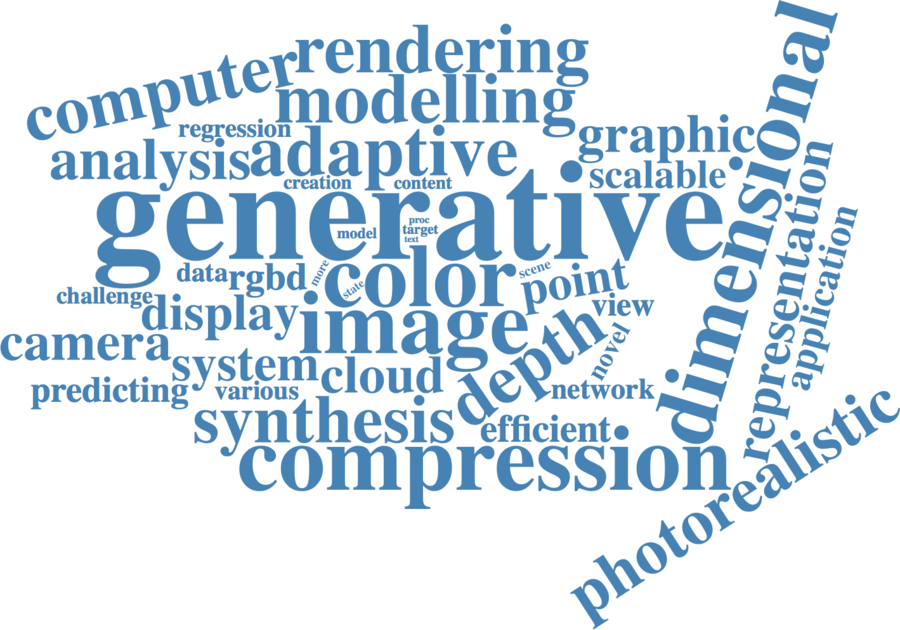 rendering
computer
modelling
regression
graphic
analysis
adaptive
scalable
dimensional
creation
content
generative
representation
proc
model
target
text
application
data
rgbd
more
state
color
scene
point
challenge
display
image
view
camera
system
cloud
depth
novel
predicting
various
network
synthesis
efficient
compression
photorealistic